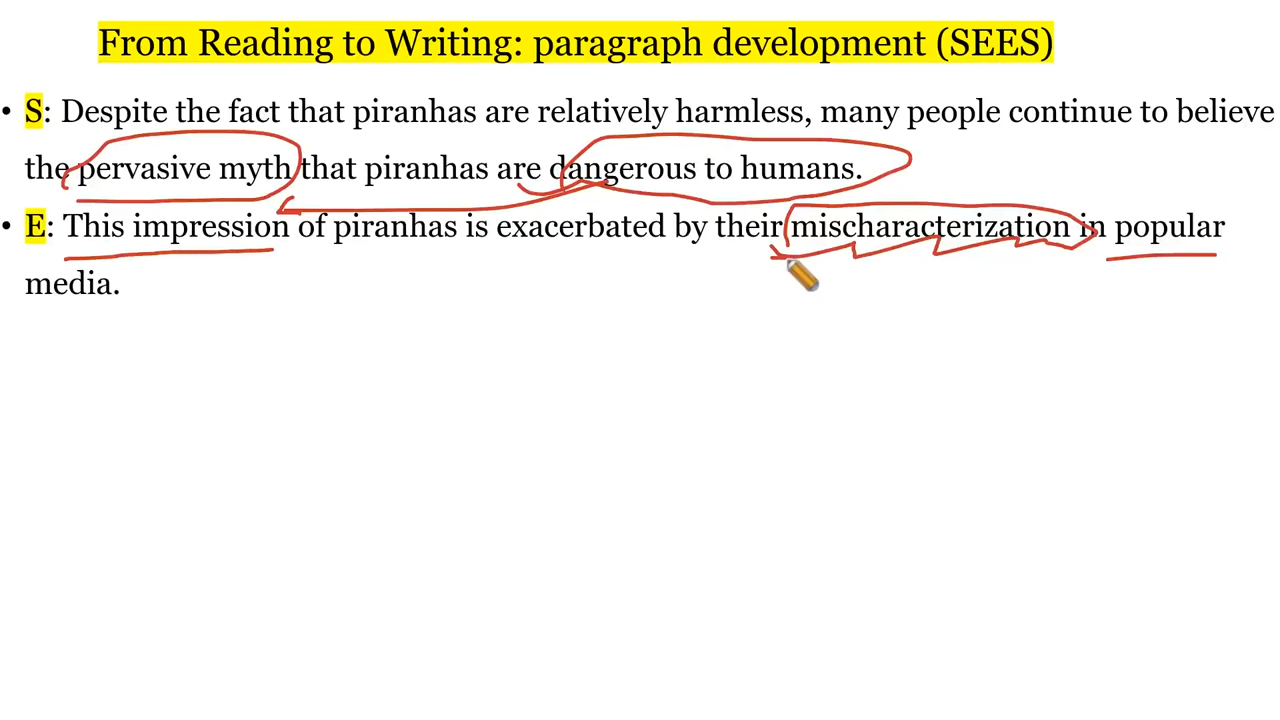 From Reading to Writing: paragraph development (SEES)
• S: Despite the fact that piranhas are relatively harmless, many people continue to believe
the pervasive myth that piranhas are dangerous to humans.
• E: This impression of piranhas is exacerbated by their mischaracterization in popular
media.